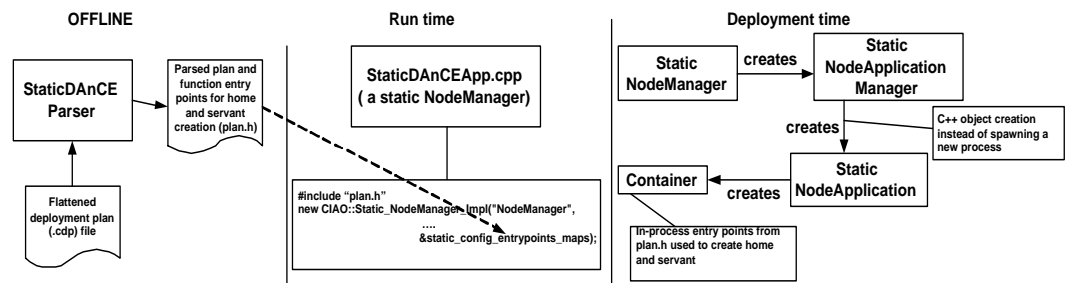 OFFLINE
StaticDAnCE
Parser
Parsed plan and
function entry
points for home
and servant
creation (plan.h)
Flattened
deployment plan
(.cdp) file
Run time
StaticDAnCEApp.cpp
( a static NodeManager)
#include “plan.h”
new CIAO::Static_NodeManager_Impl("NodeManager",
....
&static_config_entrypoints_maps);
Deployment time
Static
NodeManager
creates
Static
NodeApplication
Manager
creates
C++ object creation
instead of spawning a
new process
Static
NodeApplication
creates
Container
In-process entry points from
plan.h used to create home
and servant